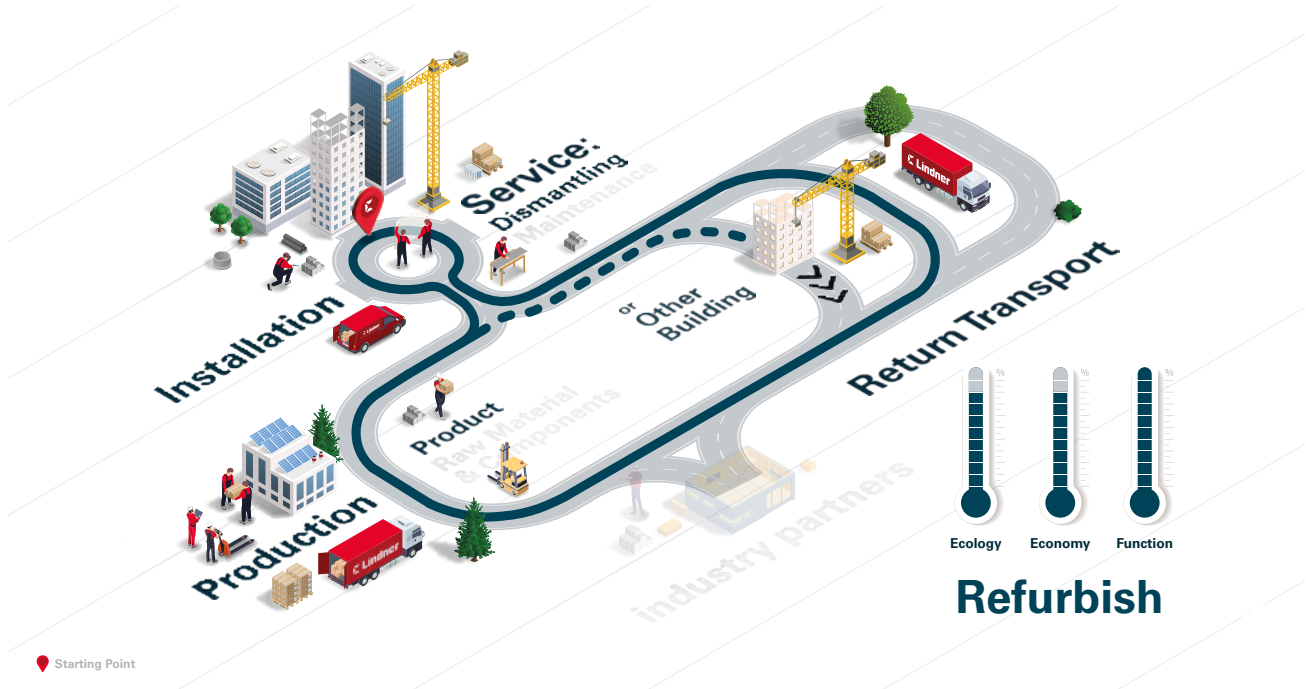 Service:
Dismantling
Maintenance
Lindner
Installation
or
Other
Building
Return Transport
Lindner
Product
Raw Material
& Components
Production
Lindner
industry partners
%
%
%
Ecology
Economy
Function
Refurbish
Starting Point